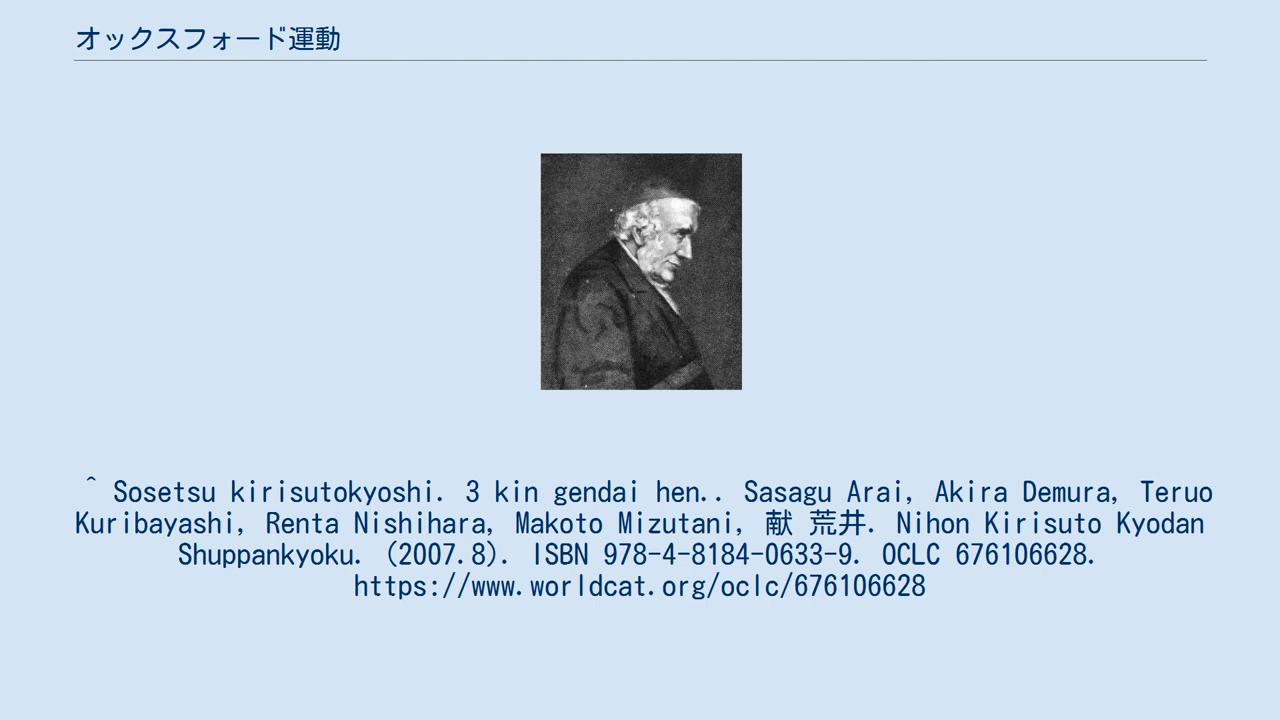 オックスフォード運動
^ Sosetsu kirisutokyoshi. 3 kin gendai hen.. Sasagu Arai, Akira Demura, Teruo
Kuribayashi, Renta Nishihara, Makoto Mizutani, 献 荒井. Nihon Kirisuto Kyodan
Shuppankyoku. (2007.8). ISBN 978-4-8184-0633-9. OCLC 676106628.
https://www.worldcat.org/oclc/676106628